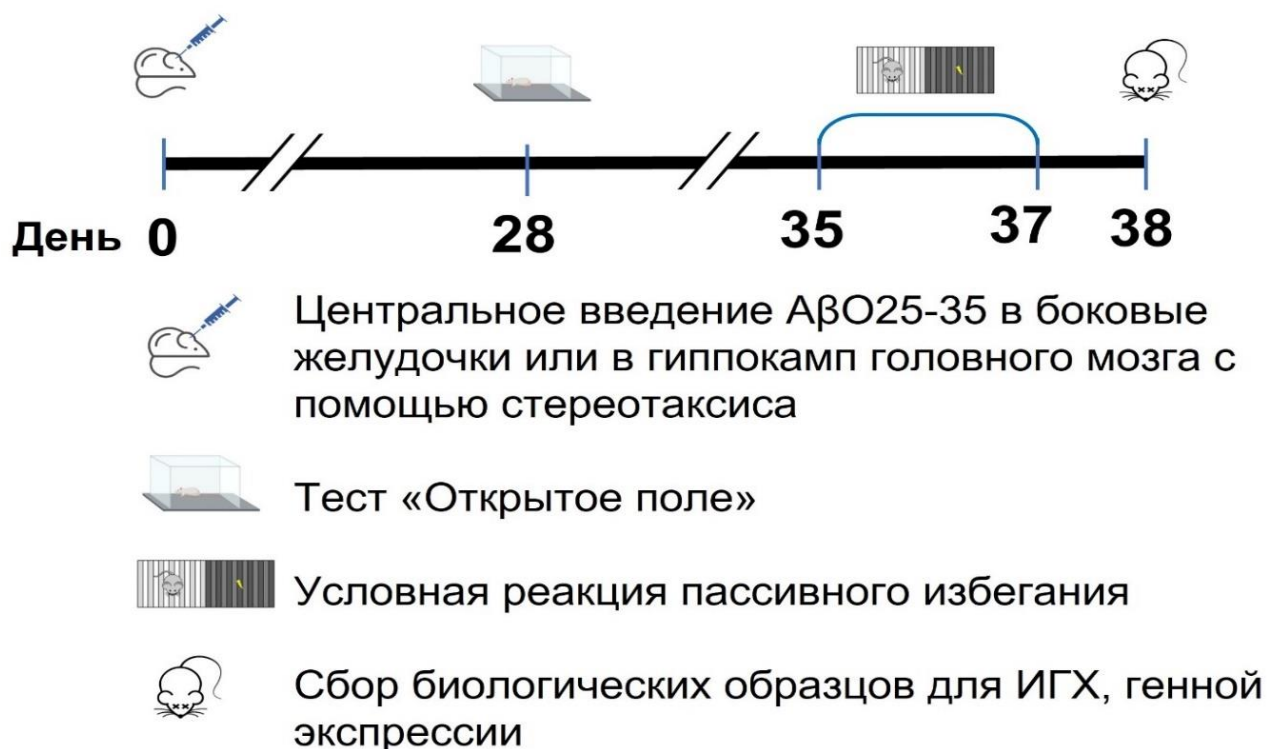 День 0 28 35 37 38
Центральное введение АβО25-35 в боковые
желудочки или в гиппокамп головного мозга с
помощью стереотаксиса
Тест «Открытое поле»
Условная реакция пассивного избегания
Сбор биологических образцов для ИГХ, генной
экспрессии